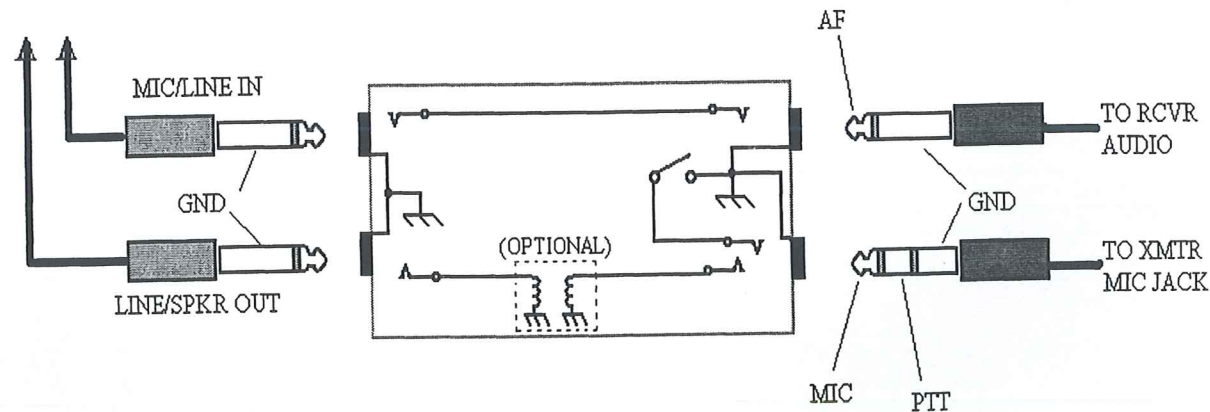 AF
MIC/LINE IN
TO RCVR
AUDIO
GND
GND
(OPTIONAL)
LINE/SPKR OUT
TO XMTR
MIC JACK
MIC
PTT